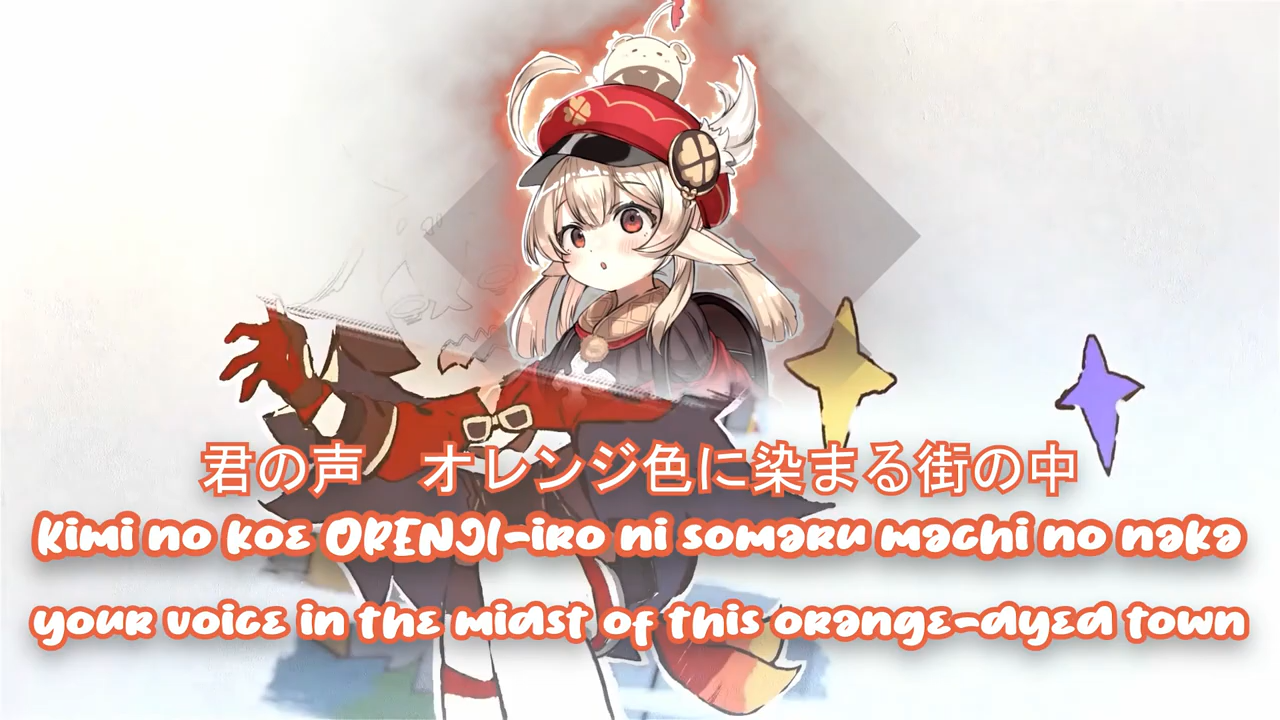 君の声　オレンジ色に染まる街の中
Kimi no koe ORENJI-iro ni somaru machi no naka
your voice in the midst of this orange-dyed town